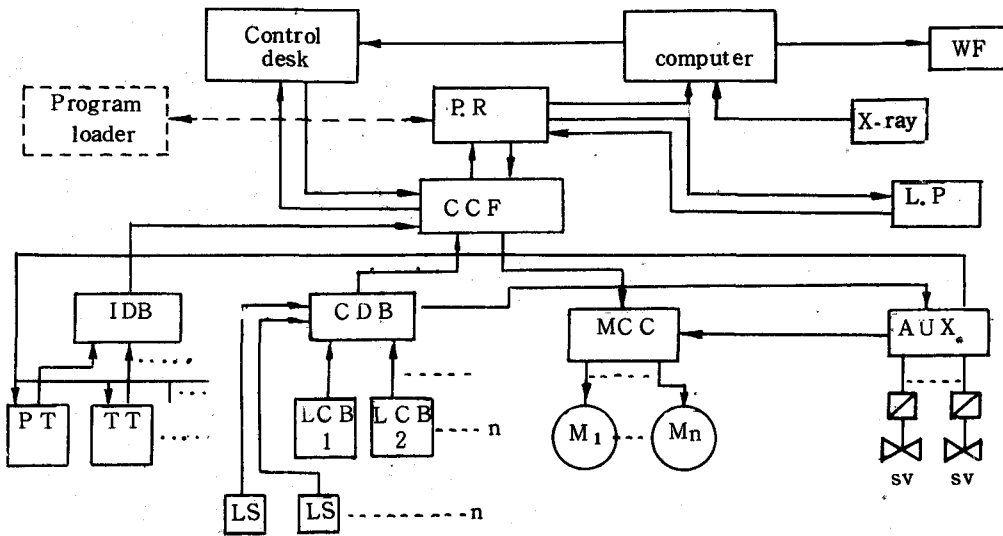 Control
desk
computer
WF
Program
loader
P.R
X-ray
CCF
L.P
IDB
CDB
MCC
AUX.
PT
TT
LCB
1
LCB
2
n
M1
Mn
sv
sv
LS
LS
n